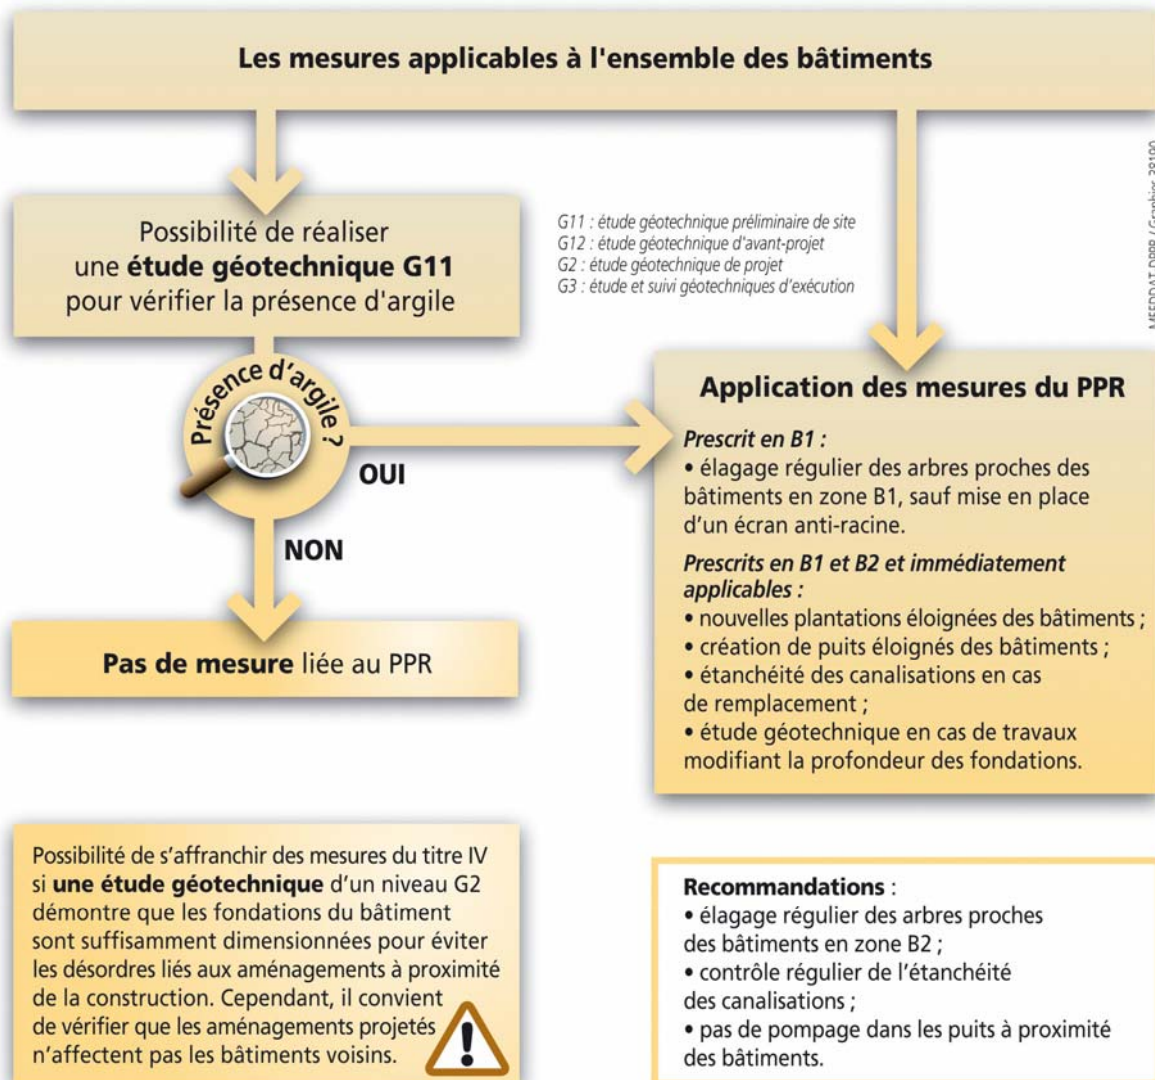 Les mesures applicables à l'ensemble des bâtiments
Possibilité de réaliser
une étude géotechnique G11
pour vérifier la présence d'argile
G11 : étude géotechnique préliminaire de site
G12 : étude géotechnique d'avant-projet
G2 : étude géotechnique de projet
G3 : étude et suivi géotechniques d'exécution
MEEDDAT DPPR / Graphies 38190
Présence d'argile ?
OUI
NON
Pas de mesure liée au PPR
Application des mesures du PPR
Prescrit en B1 :
• élagage régulier des arbres proches des
bâtiments en zone B1, sauf mise en place
d'un écran anti-racine.
Prescrits en B1 et B2 et immédiatement
applicables :
• nouvelles plantations éloignées des bâtiments ;
• création de puits éloignés des bâtiments ;
• étanchéité des canalisations en cas
de remplacement ;
• étude géotechnique en cas de travaux
modifiant la profondeur des fondations.
Possibilité de s'affranchir des mesures du titre IV
si une étude géotechnique d'un niveau G2
démontre que les fondations du bâtiment
sont suffisamment dimensionnées pour éviter
les désordres liés aux aménagements à proximité
de la construction. Cependant, il convient
de vérifier que les aménagements projetés
n'affectent pas les bâtiments voisins.
!
Recommandations :
• élagage régulier des arbres proches
des bâtiments en zone B2 ;
• contrôle régulier de l'étanchéité
des canalisations ;
• pas de pompage dans les puits à proximité
des bâtiments.